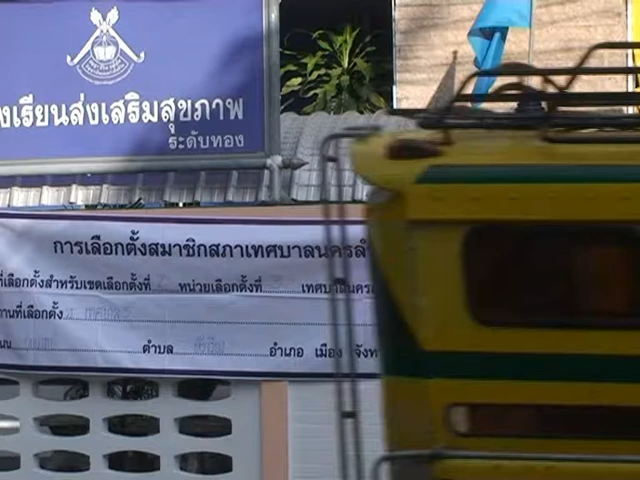 งเรียนส่งเสริมสุขภาพ
ระดับทอง
การเลือกตั้งสมาชิกสภาเทศบาลนครลำ
ที่เลือกตั้งสำหรับเขตเลือกตั้งที่ หน่วยเลือกตั้งที่ เทศบาลนคร
านที่เลือกตั้ง
ตำบล อำเภอ เมือง จังห